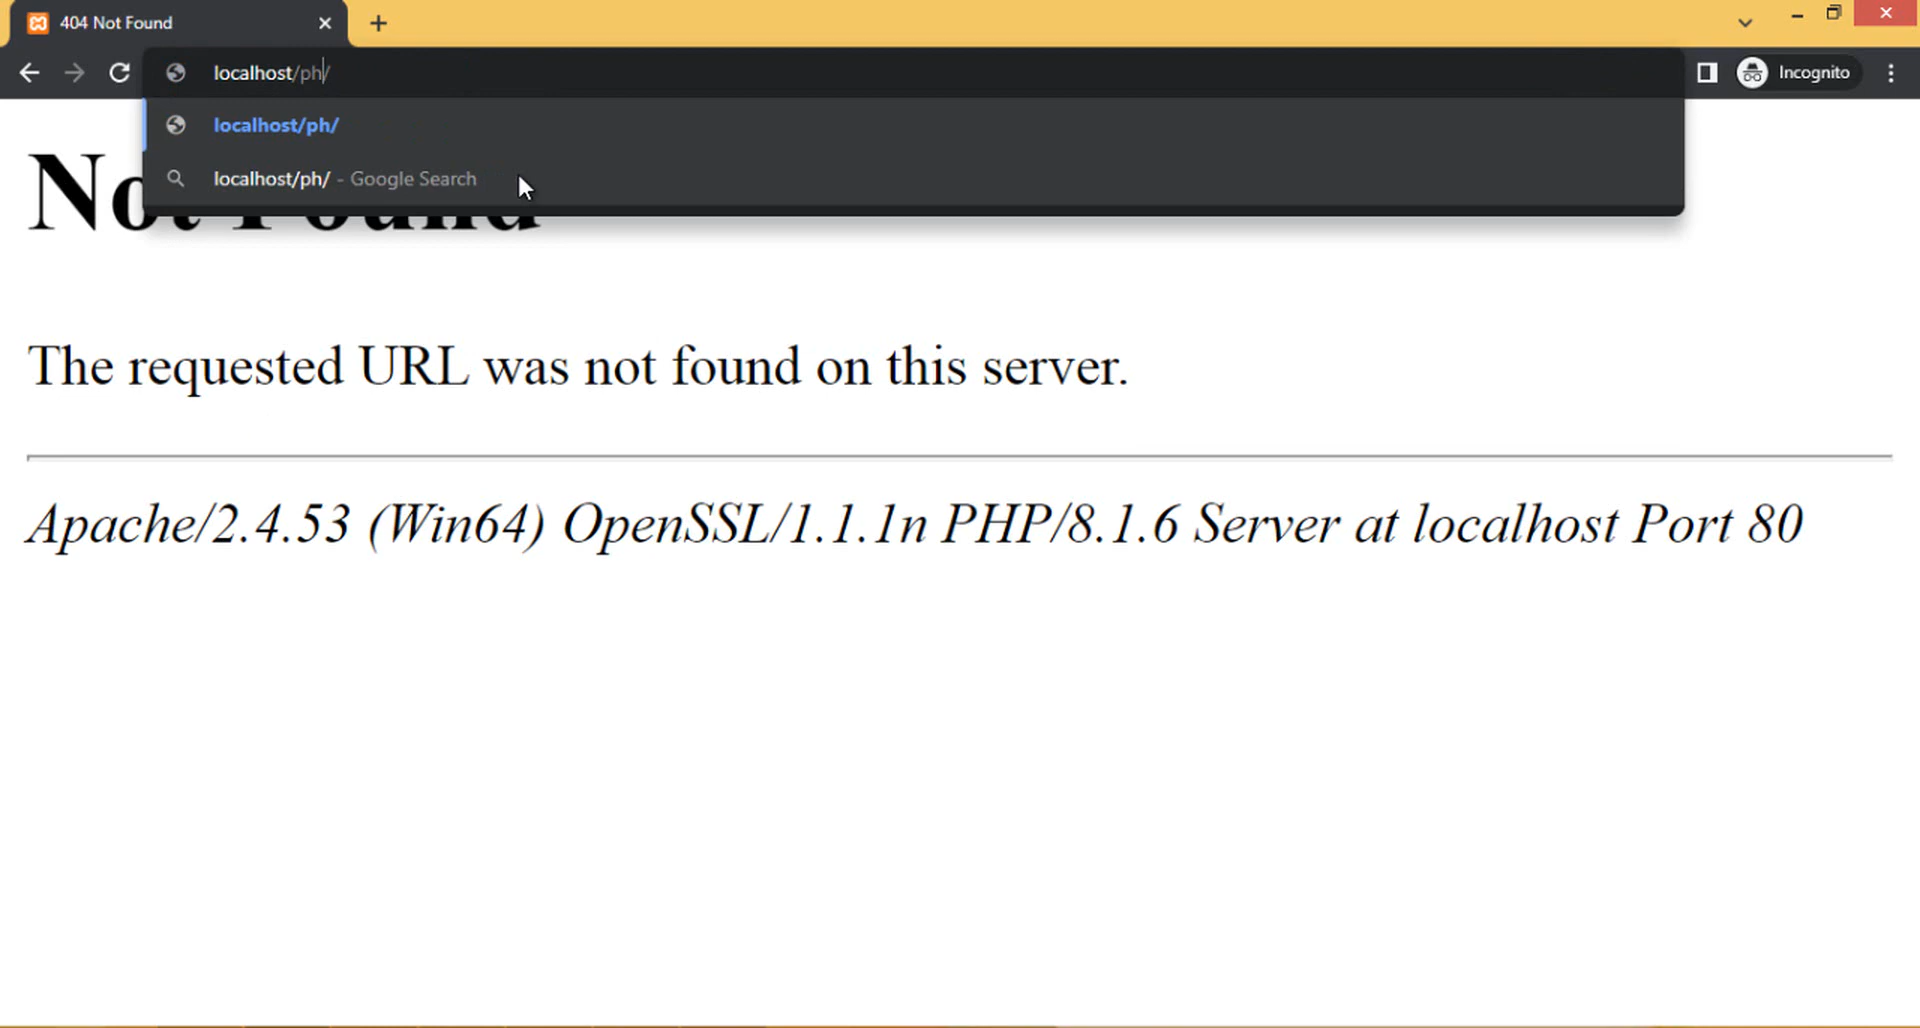 404 Not Found
localhost/ph/
Incognito
localhost/ph/
localhost/ph/ - Google Search
Not Found
The requested URL was not found on this server.
Apache/2.4.53 (Win64) OpenSSL/1.1.1n PHP/8.1.6 Server at localhost Port 80